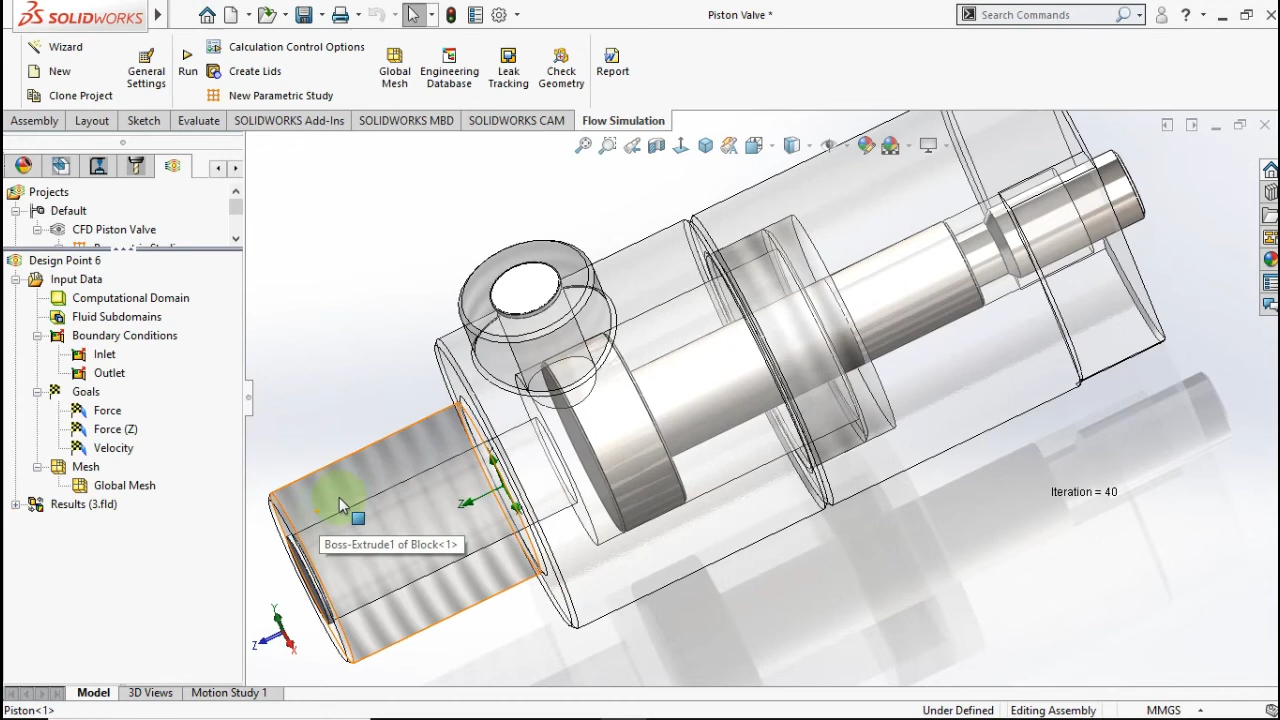 SOLIDWORKS
Piston Valve *
Search Commands
?
Wizard
New
Clone Project
General
Settings
Run
Calculation Control Options
Create Lids
New Parametric Study
Global
Mesh
Engineering
Database
Leak
Tracking
Check
Geometry
Report
Assembly
Layout
Sketch
Evaluate
SOLIDWORKS Add-Ins
SOLIDWORKS MBD
SOLIDWORKS CAM
Flow Simulation
Projects
Default
CFD Piston Valve
Design Point 6
Input Data
Computational Domain
Fluid Subdomains
Boundary Conditions
Inlet
Outlet
Goals
Force
Force (Z)
Velocity
Mesh
Global Mesh
Results (3.fld)
Z
Iteration = 40
Boss-Extrude1 of Block<1>
Y
Z
X
Model
3D Views
Motion Study 1
Piston<1>
Under Defined
Editing Assembly
MMGS